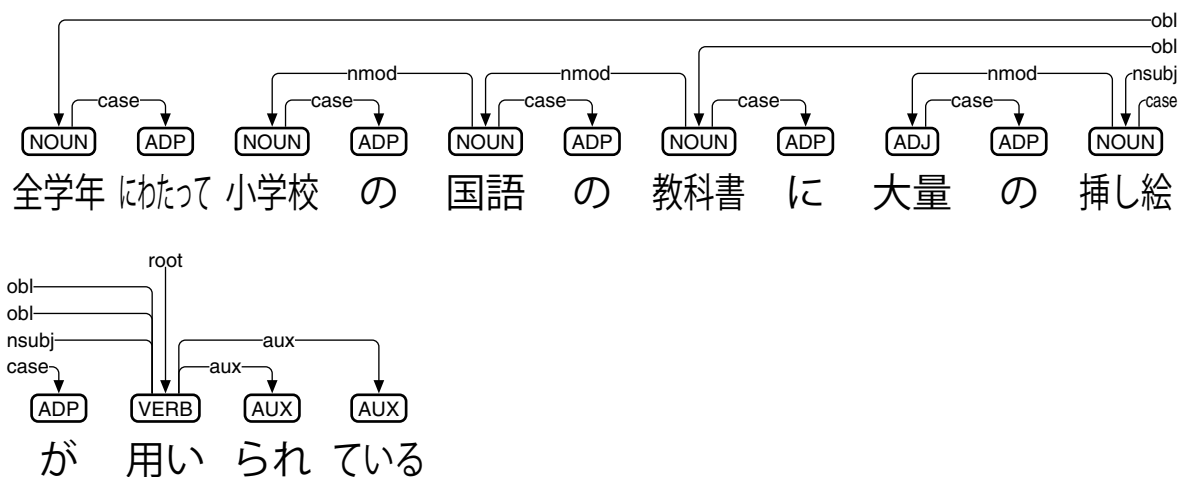 obl
obl
nmod nmod nmod nsubj
case case case case case case
NOUN ADP NOUN ADP NOUN ADP NOUN ADP ADJ ADP NOUN
全学年 にわたって 小学校 の 国語 の 教科書 に 大量 の 挿し絵
root
obl
obl
nsubj aux
case aux
ADP VERB AUX AUX
が 用い られ ている